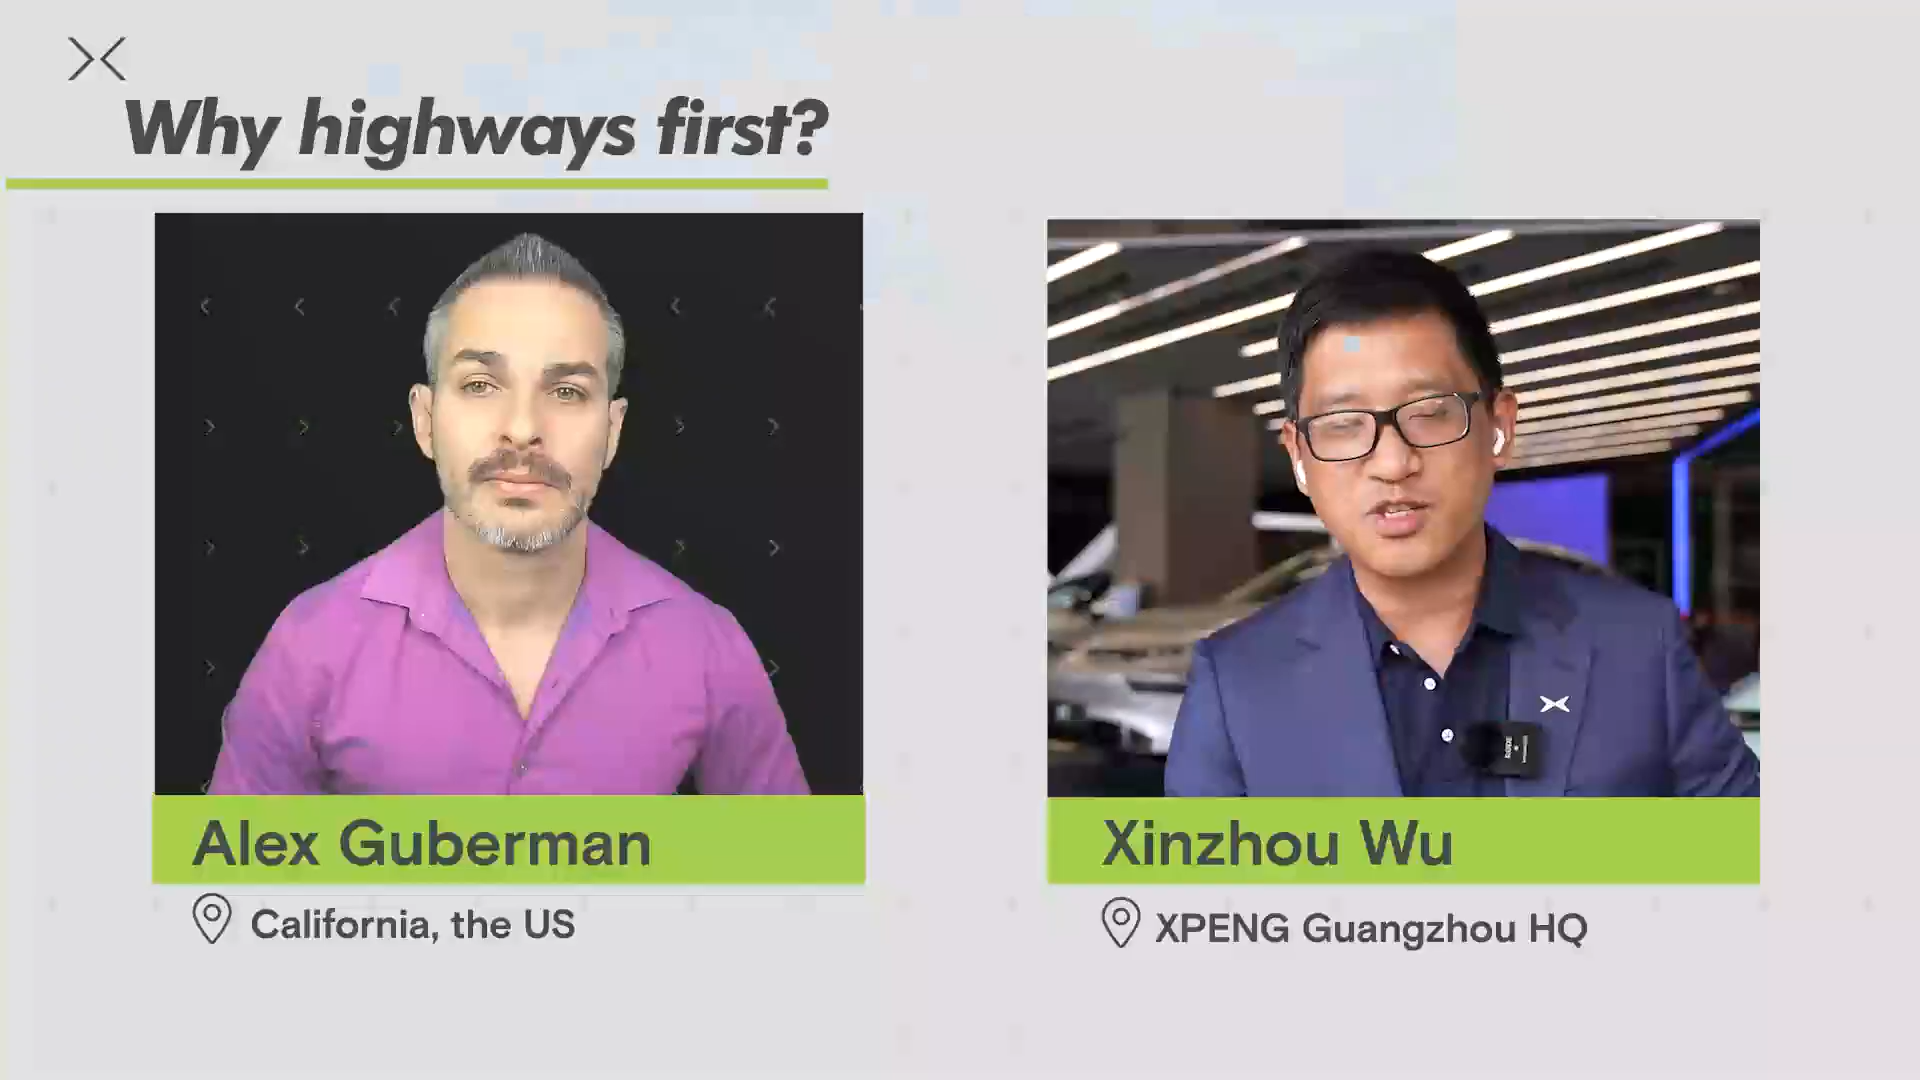 Why highways first?
Alex Guberman
California, the US
Xinzhou Wu
XPENG Guangzhou HQ